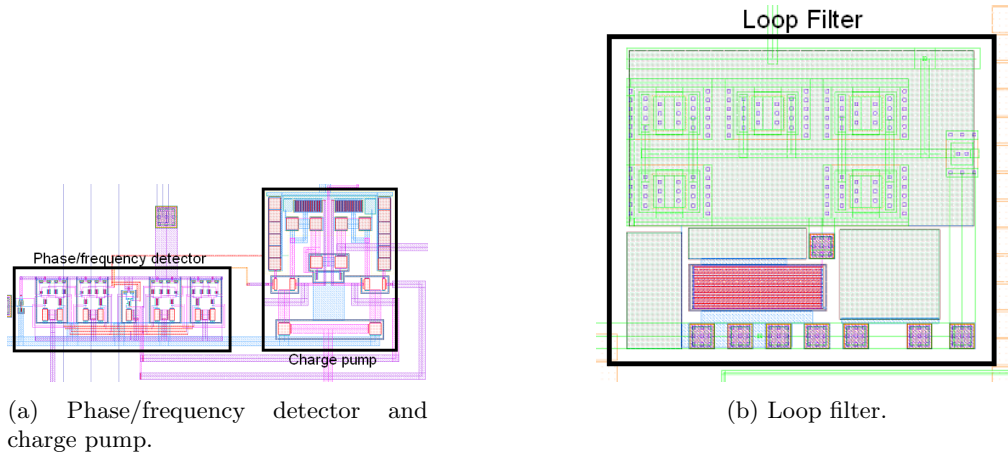 Loop Filter
Phase/frequency detector
Charge pump
(a) Phase/frequency detector and
charge pump.
(b) Loop filter.